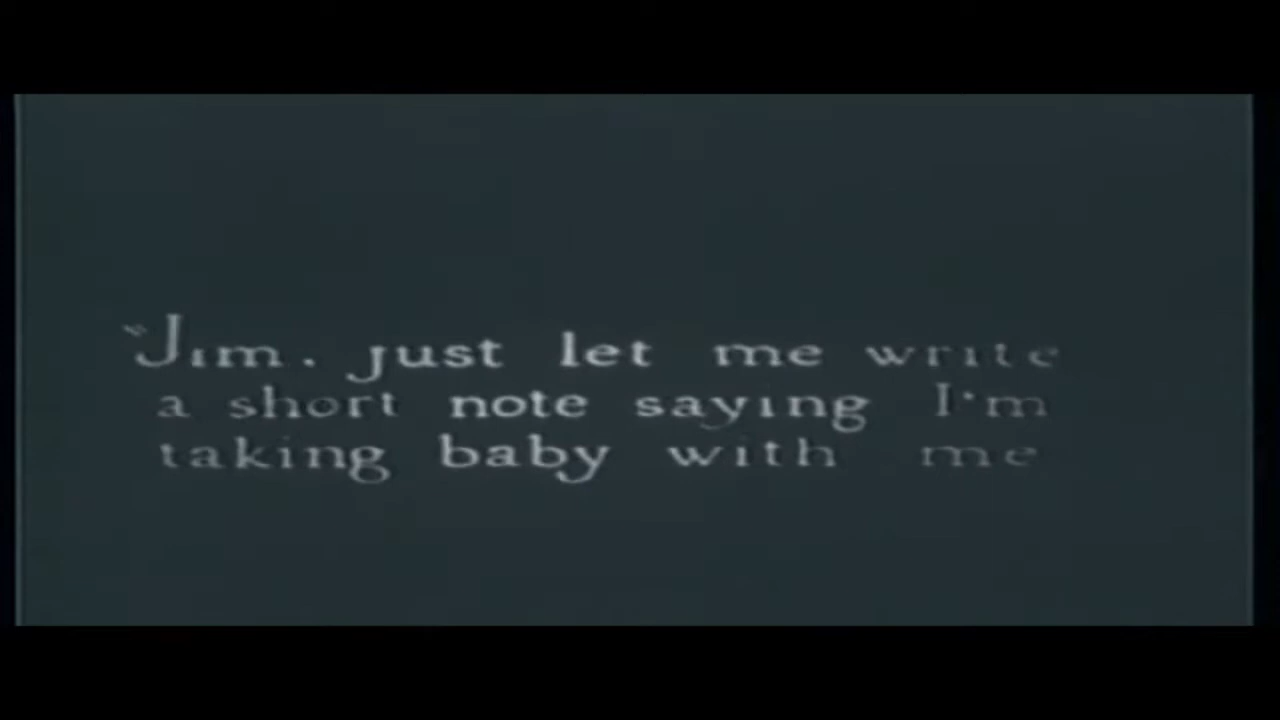 "Jim, just let me write
a short note saying I'm
taking baby with me